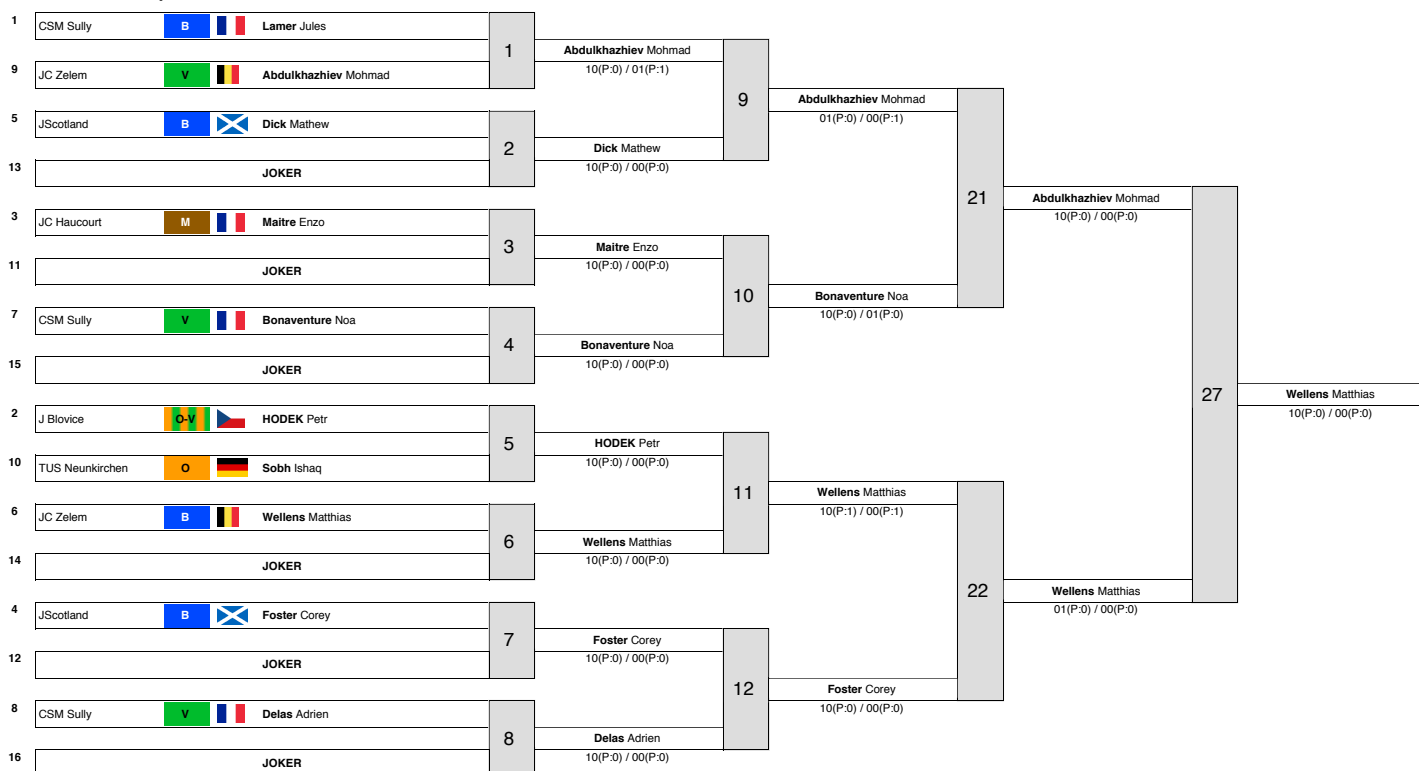 1 CSM Sully B Lamer Jules
1
Abdulkhazhiev Mohmad
10(P:0) / 01(P:1)
9 JC Zelem V Abdulkhazhiev Mohmad
9
Abdulkhazhiev Mohmad
01(P:0) / 00(P:1)
5 JScotland B Dick Mathew
2
Dick Mathew
10(P:0) / 00(P:0)
13 JOKER
21
Abdulkhazhiev Mohmad
10(P:0) / 00(P:0)
3 JC Haucourt M Maitre Enzo
3
Maitre Enzo
10(P:0) / 00(P:0)
11 JOKER
10
Bonaventure Noa
10(P:0) / 01(P:0)
7 CSM Sully V Bonaventure Noa
4
Bonaventure Noa
10(P:0) / 00(P:0)
15 JOKER
27
Wellens Matthias
10(P:0) / 00(P:0)
2 J Blovice O-V HODEK Petr
5
HODEK Petr
10(P:0) / 00(P:0)
10 TUS Neunkirchen O Sobh Ishaq
11
Wellens Matthias
10(P:1) / 00(P:1)
6 JC Zelem B Wellens Matthias
6
Wellens Matthias
10(P:0) / 00(P:0)
14 JOKER
22
Wellens Matthias
01(P:0) / 00(P:0)
4 JScotland B Foster Corey
7
Foster Corey
10(P:0) / 00(P:0)
12 JOKER
12
Foster Corey
10(P:0) / 00(P:0)
8 CSM Sully V Delas Adrien
8
Delas Adrien
10(P:0) / 00(P:0)
16 JOKER